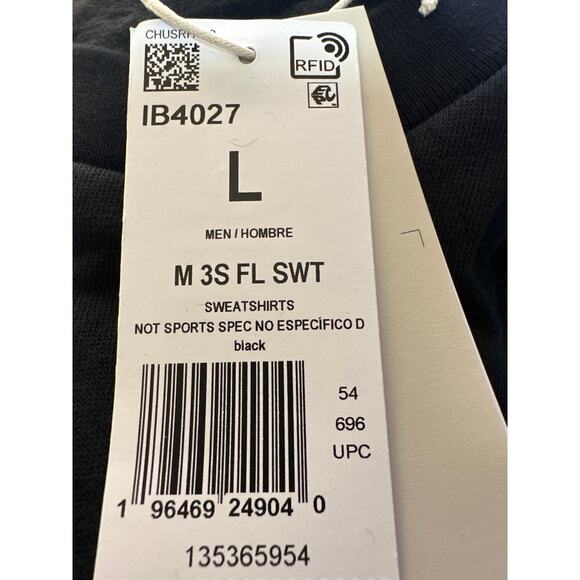 RFID
IB4027
L
MEN / HOMBRE
M 3S FL SWT
SWEATSHIRTS
NOT SPORTS SPEC NO ESPECÍFICO D
black
54
696
UPC
1 96469 24904 0
135365954